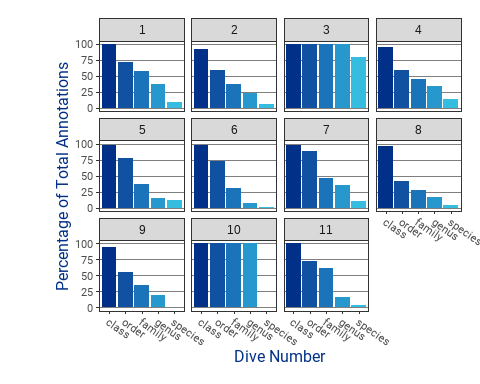 1 2 3 4
100
75
50
25
0
5 6 7 8
100
75
50
25
0
class order family genus species
9 10 11
100
75
50
25
0
class order family genus species class order family genus species class order family genus species
Dive Number
Percentage of Total Annotations